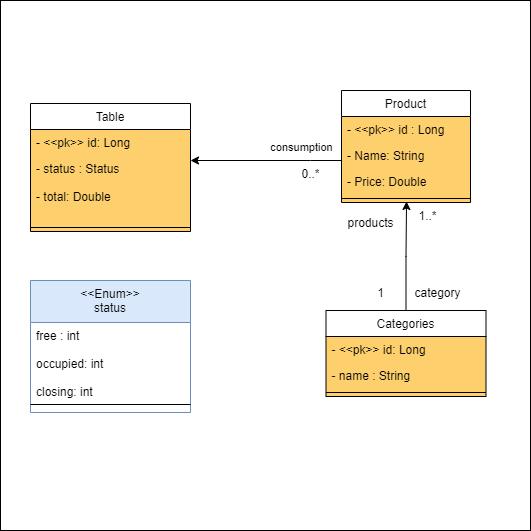 Table
- <<pk>> id: Long
- status : Status
- total: Double
consumption
0..*
Product
- <<pk>> id : Long
- Name: String
- Price: Double
products
1..*
1
category
<<Enum>>
status
free : int
occupied: int
closing: int
Categories
- <<pk>> id: Long
- name : String